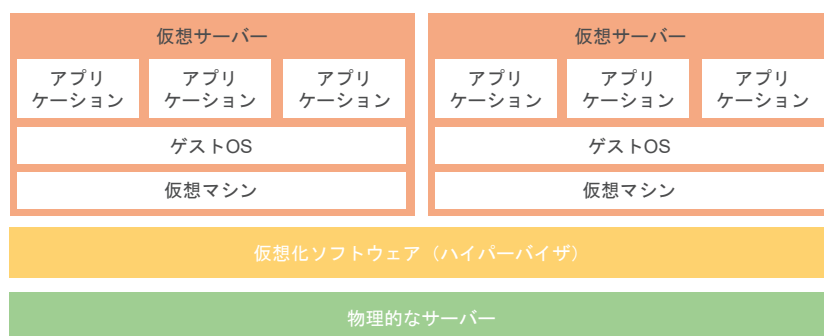 仮想サーバー
アプリ
ケーション
アプリ
ケーション
アプリ
ケーション
ゲストOS
仮想マシン
仮想サーバー
アプリ
ケーション
アプリ
ケーション
アプリ
ケーション
ゲストOS
仮想マシン
仮想化ソフトウェア（ハイパーバイザ）
物理的なサーバー